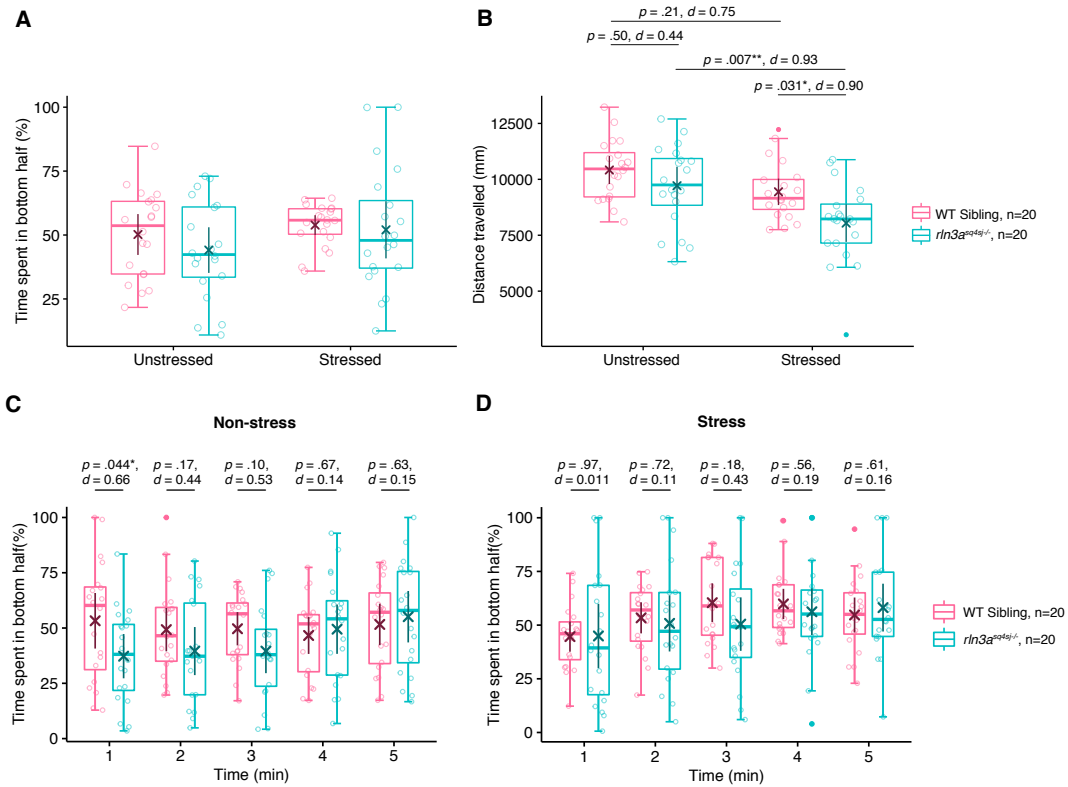 A
Time spent in bottom half (%)
100
75
50
25
Unstressed
Stressed
B
p = .21, d = 0.75
p = .50, d = 0.44
p = .007**, d = 0.93
p = .031*, d = 0.90
Distance travelled (mm)
12500
10000
7500
5000
Unstressed
Stressed
WT Sibling, n=20
rln3a^sq4sj-/-, n=20
C
Non-stress
p = .044*,
d = 0.66
p = .17,
d = 0.44
p = .10,
d = 0.53
p = .67,
d = 0.14
p = .63,
d = 0.15
Time spent in bottom half(%)
100
75
50
25
0
1
2
3
4
5
Time (min)
D
Stress
p = .97,
d = 0.011
p = .72,
d = 0.11
p = .18,
d = 0.43
p = .56,
d = 0.19
p = .61,
d = 0.16
Time spent in bottom half(%)
100
75
50
25
0
1
2
3
4
5
Time (min)
WT Sibling, n=20
rln3a^sq4sj-/-, n=20